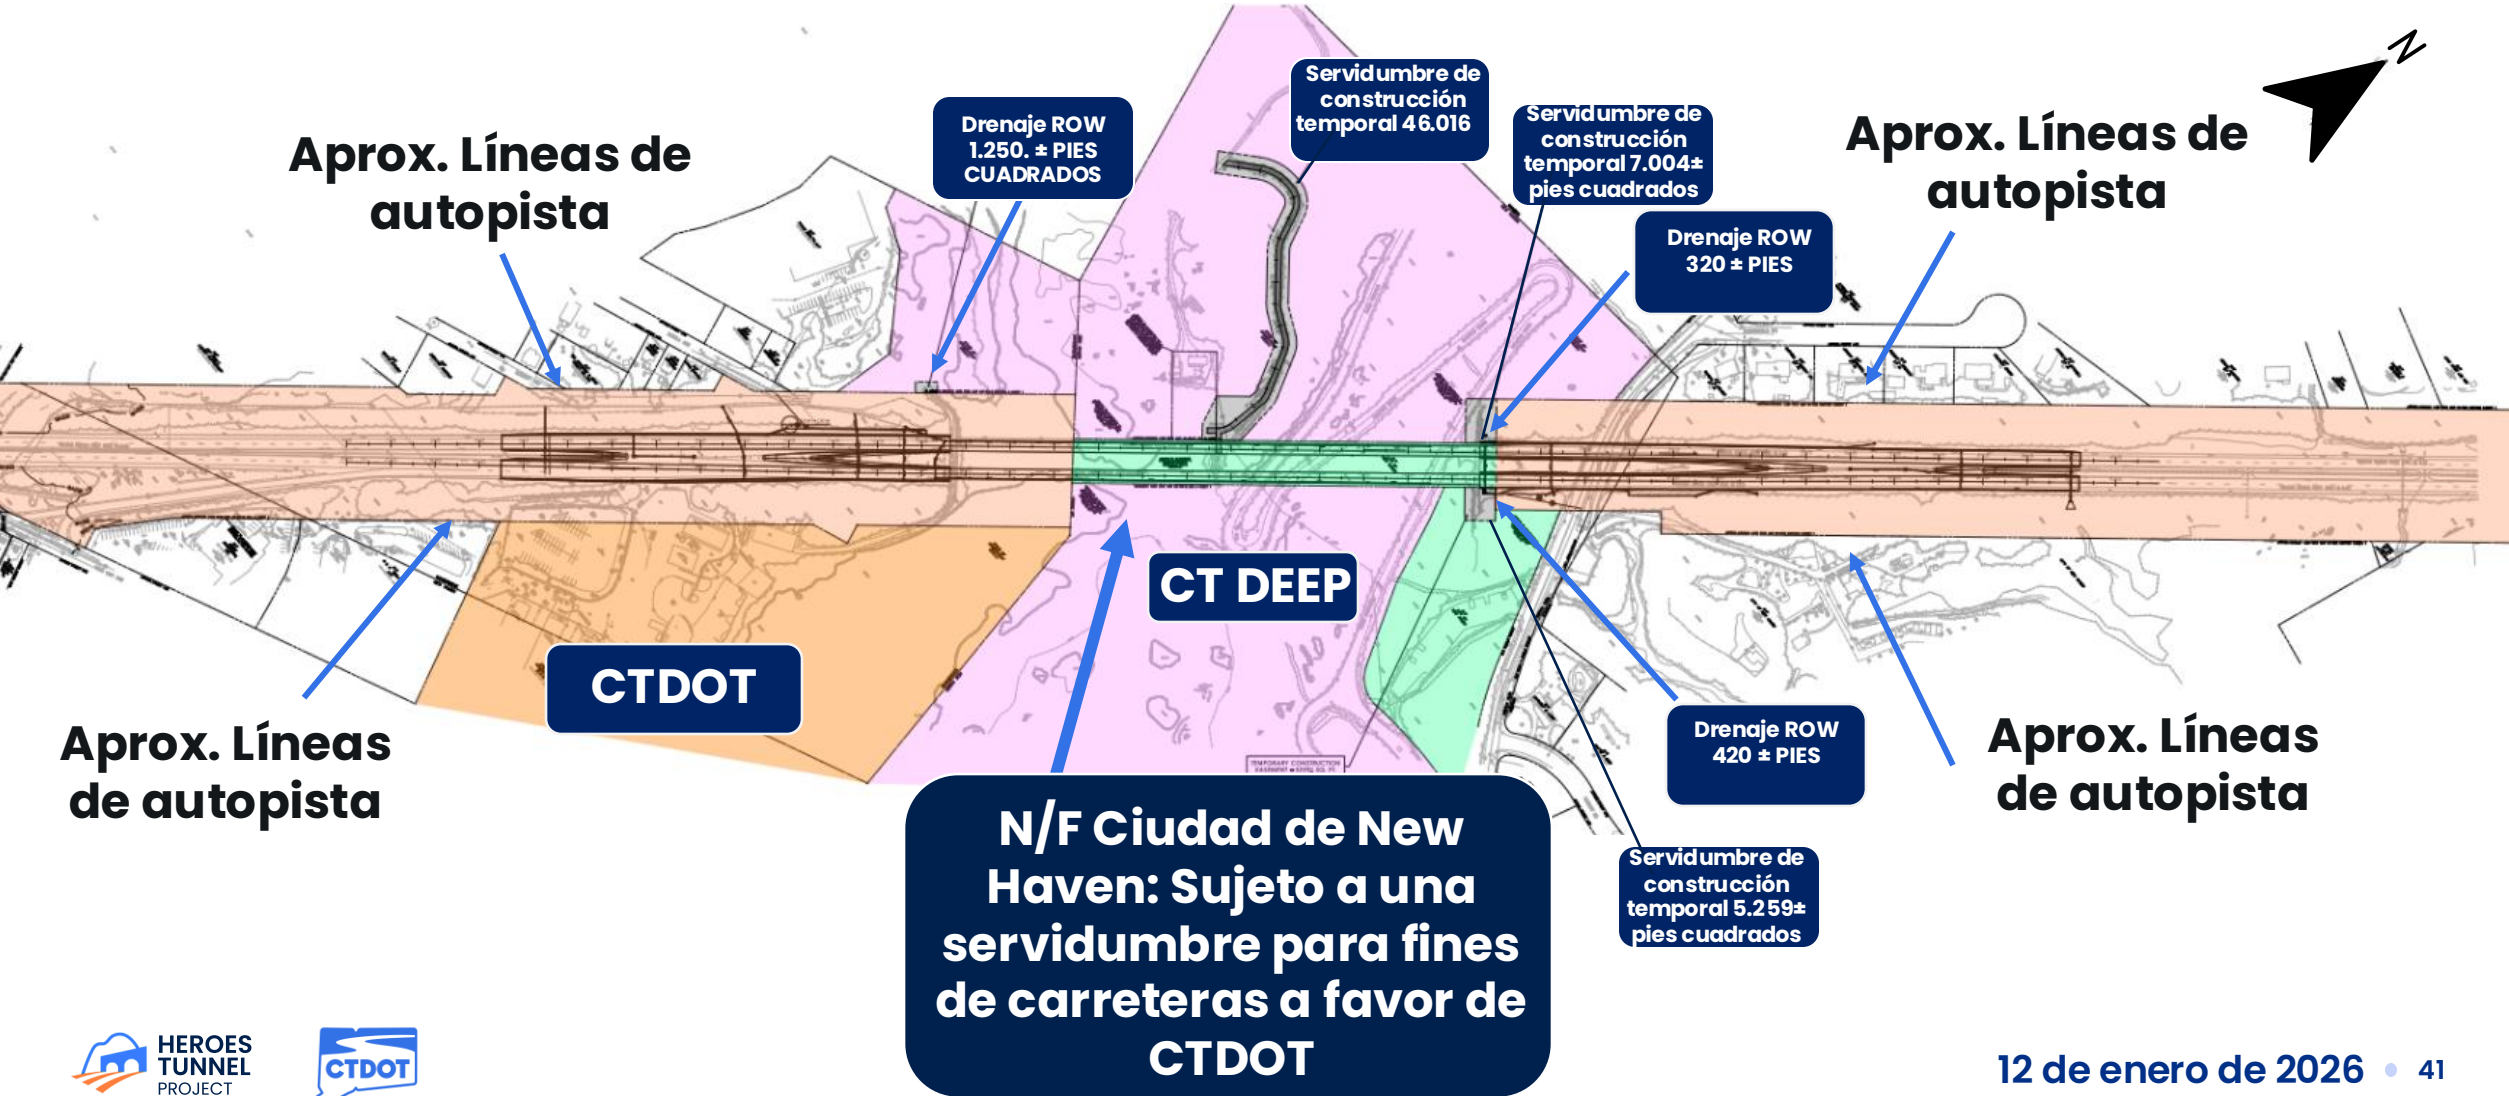 N
Servidumbre de
construcción
temporal 46.016
Drenaje ROW
1.250. ± PIES
CUADRADOS
Servidumbre de
construcción
temporal 7.004±
pies cuadrados
Aprox. Líneas de
autopista
Aprox. Líneas de
autopista
Drenaje ROW
320 ± PIES
CT DEEP
CTDOT
Aprox. Líneas
de autopista
Drenaje ROW
420 ± PIES
Aprox. Líneas
de autopista
TEMPORARY CONSTRUCTION
N/F Ciudad de New
Haven: Sujeto a una
servidumbre para fines
de carreteras a favor de
CTDOT
Servidumbre de
construcción
temporal 5.259±
pies cuadrados
HEROES
TUNNEL
PROJECT
CTDOT
12 de enero de 2026 • 41